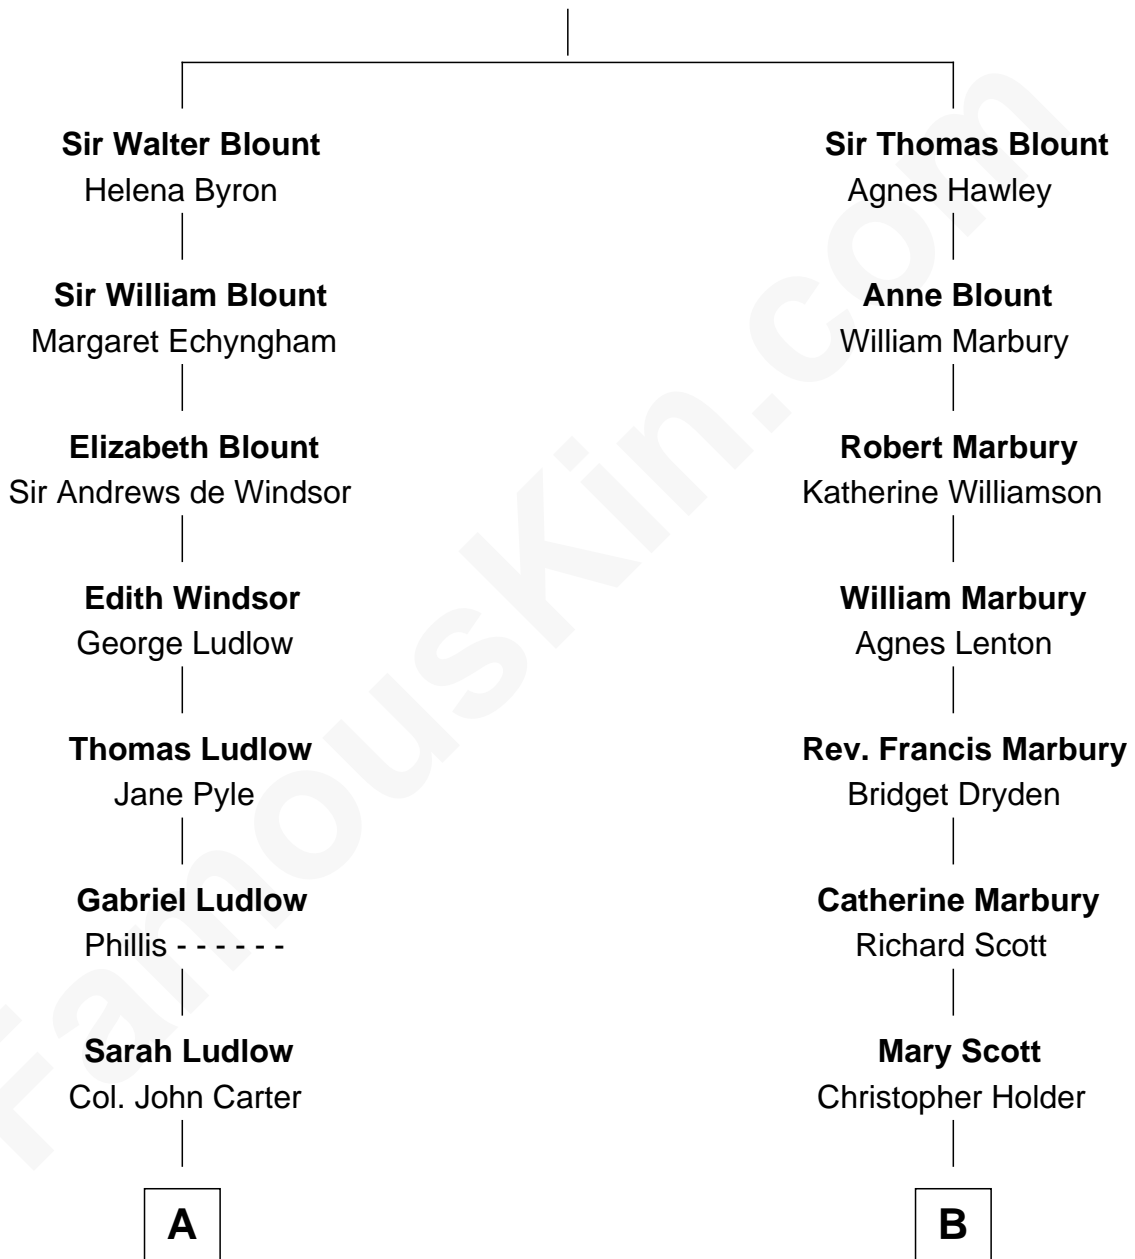 Sir Walter Blount
Helena Byron
Sir William Blount
Margaret Echyngham
Elizabeth Blount
Sir Andrews de Windsor
Edith Windsor
George Ludlow
Thomas Ludlow
Jane Pyle
Gabriel Ludlow
Phillis - - - - - -
Sarah Ludlow
Col. John Carter
A
Sir Thomas Blount
Agnes Hawley
Anne Blount
William Marbury
Robert Marbury
Katherine Williamson
William Marbury
Agnes Lenton
Rev. Francis Marbury
Bridget Dryden
Catherine Marbury
Richard Scott
Mary Scott
Christopher Holder
B
FamousKin.com